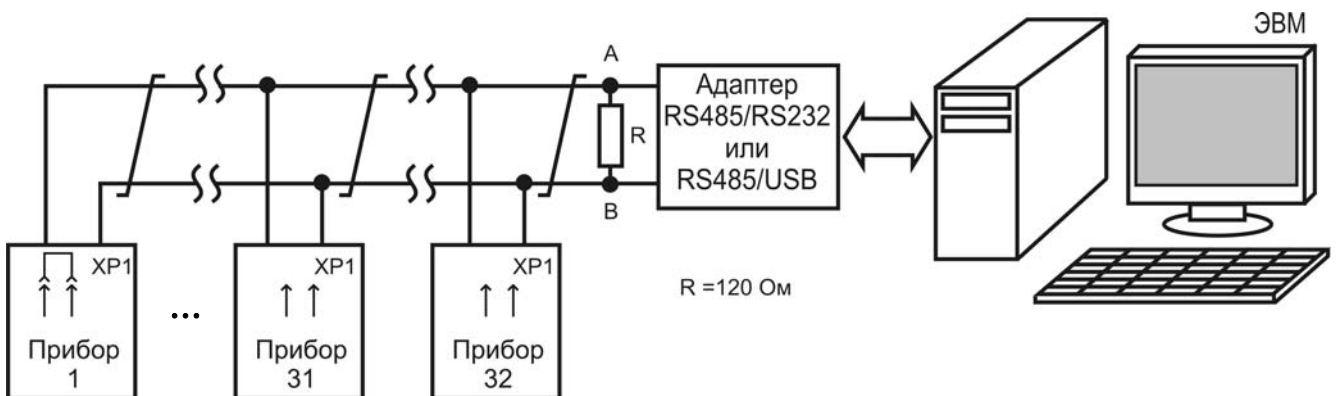 ЭВМ
A
Адаптер
RS485/RS232
или
RS485/USB
R
B
XP1
Прибор
1
...
XP1
Прибор
31
XP1
Прибор
32
R =120 Ом